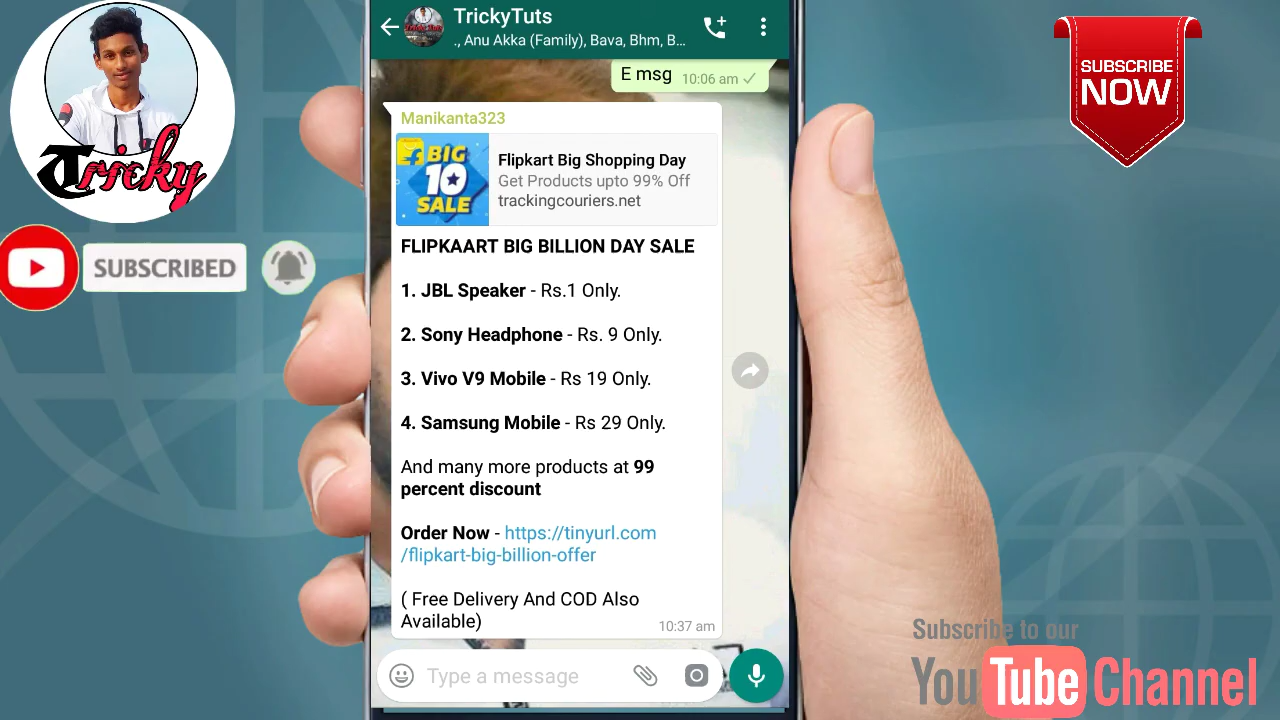 Tricky
SUBSCRIBED
TrickyTuts
., Anu Akka (Family), Bava, Bhm, B...
E msg 10:06 am
Manikanta323
BIG
10
SALE
Flipkart Big Shopping Day
Get Products upto 99% Off
trackingcouriers.net
FLIPKAART BIG BILLION DAY SALE
1. JBL Speaker - Rs.1 Only.
2. Sony Headphone - Rs. 9 Only.
3. Vivo V9 Mobile - Rs 19 Only.
4. Samsung Mobile - Rs 29 Only.
And many more products at 99
percent discount
Order Now - https://tinyurl.com
/flipkart-big-billion-offer
( Free Delivery And COD Also
Available)
10:37 am
Type a message
SUBSCRIBE
NOW
Subscribe to our
YouTube Channel